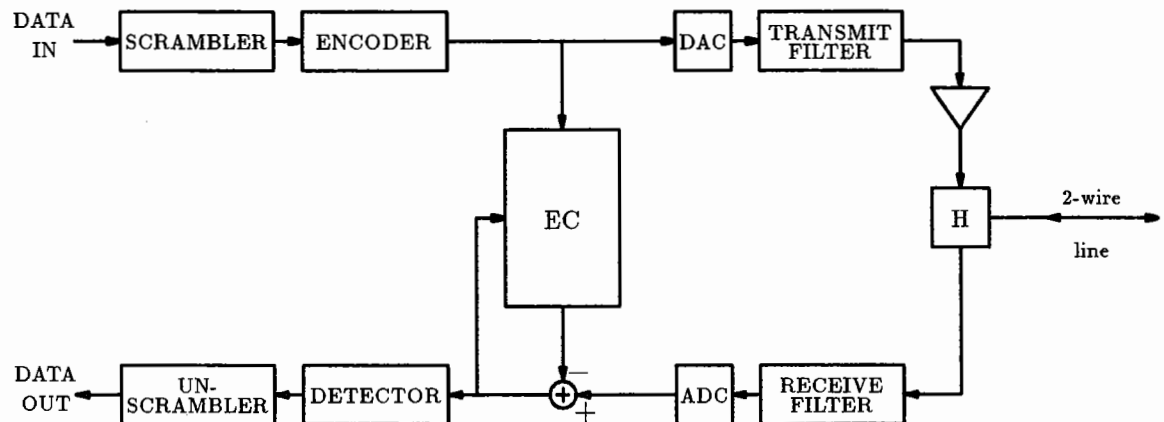 DATA
IN
SCRAMBLER
ENCODER
DAC
TRANSMIT
FILTER
EC
H
2-wire
line
DATA
OUT
UN-
SCRAMBLER
DETECTOR
−
+
+
ADC
RECEIVE
FILTER